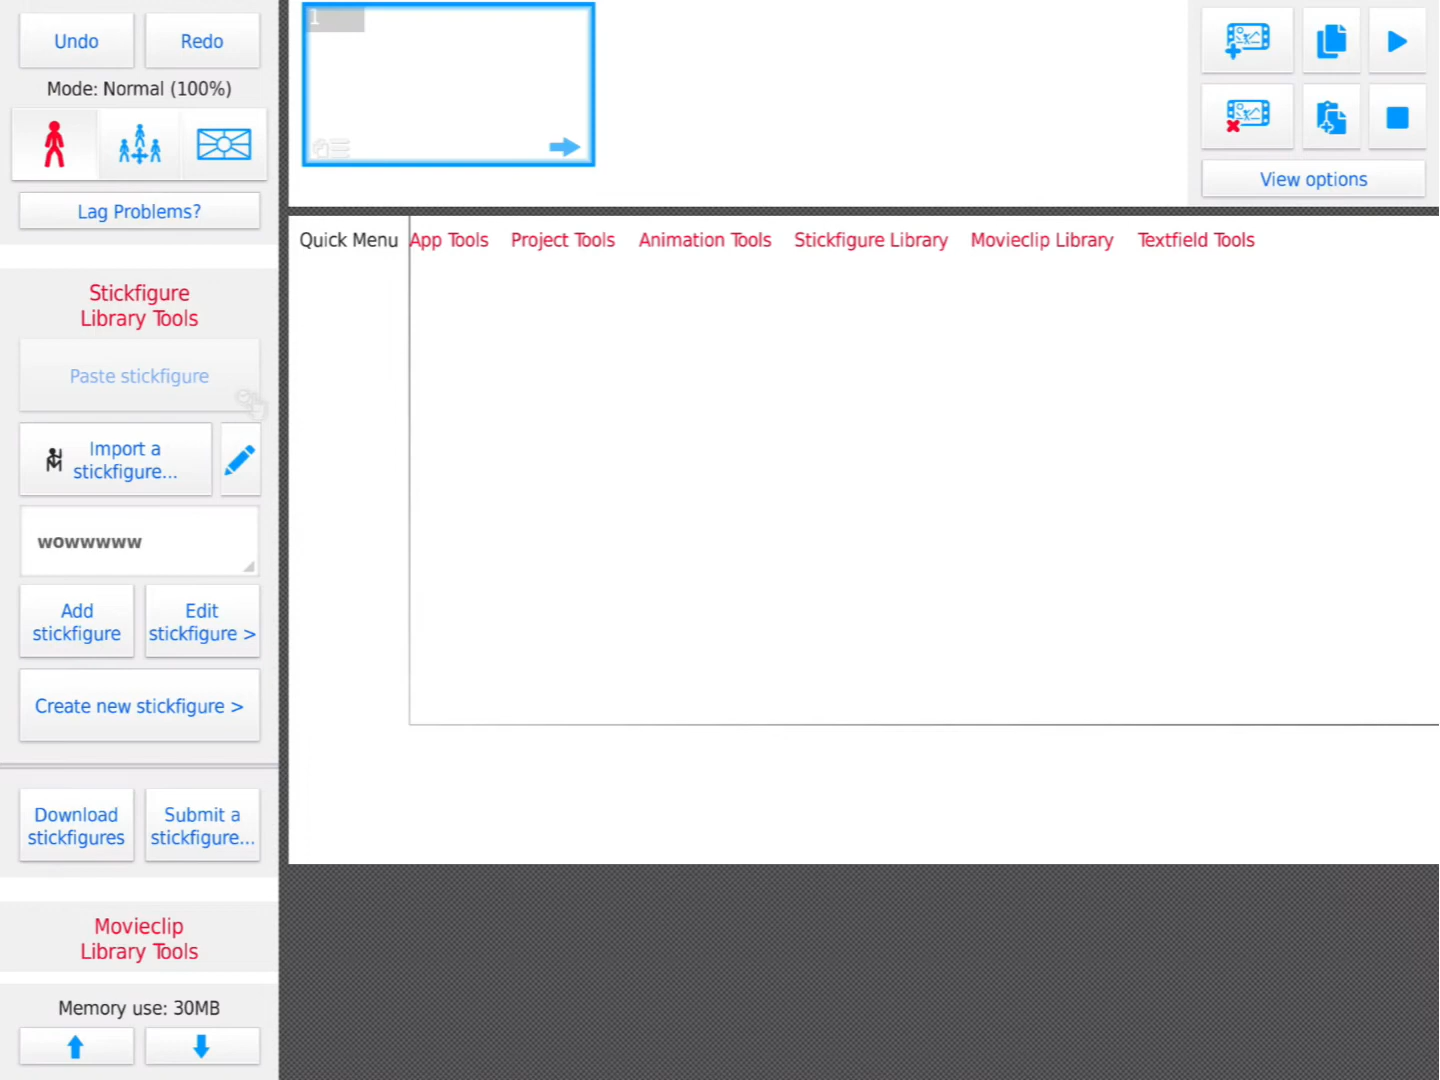 Undo
Redo
Mode: Normal (100%)
Lag Problems?
Stickfigure
Library Tools
Paste stickfigure
Import a
stickfigure...
wowwwww
Add
stickfigure
Edit
stickfigure >
Create new stickfigure >
Download
stickfigures
Submit a
stickfigure...
Movieclip
Library Tools
Memory use: 30MB
1
View options
Quick Menu
App Tools
Project Tools
Animation Tools
Stickfigure Library
Movieclip Library
Textfield Tools